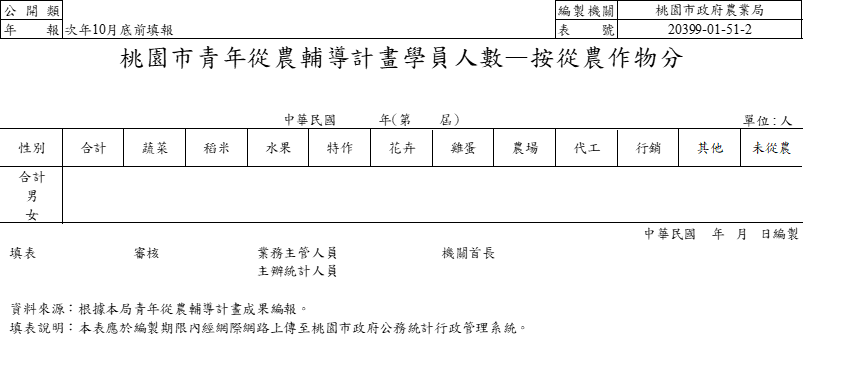 公開類 編製機關 桃園市政府農業局
年報 次年10月底前填報 表號 20399-01-51-2
桃園市青年從農輔導計畫學員人數—按從農作物分
中華民國 年(第 屆) 單位:人
性別 合計 蔬菜 稻米 水果 特作 花卉 雞蛋 農場 代工 行銷 其他 未從農
合計
男
女
中華民國 年 月 日編製
填表 審核 業務主管人員 機關首長
主辦統計人員
資料來源：根據本局青年從農輔導計畫成果編報。
填表說明：本表應於編製期限內經網際網路上傳至桃園市政府公務統計行政管理系統。